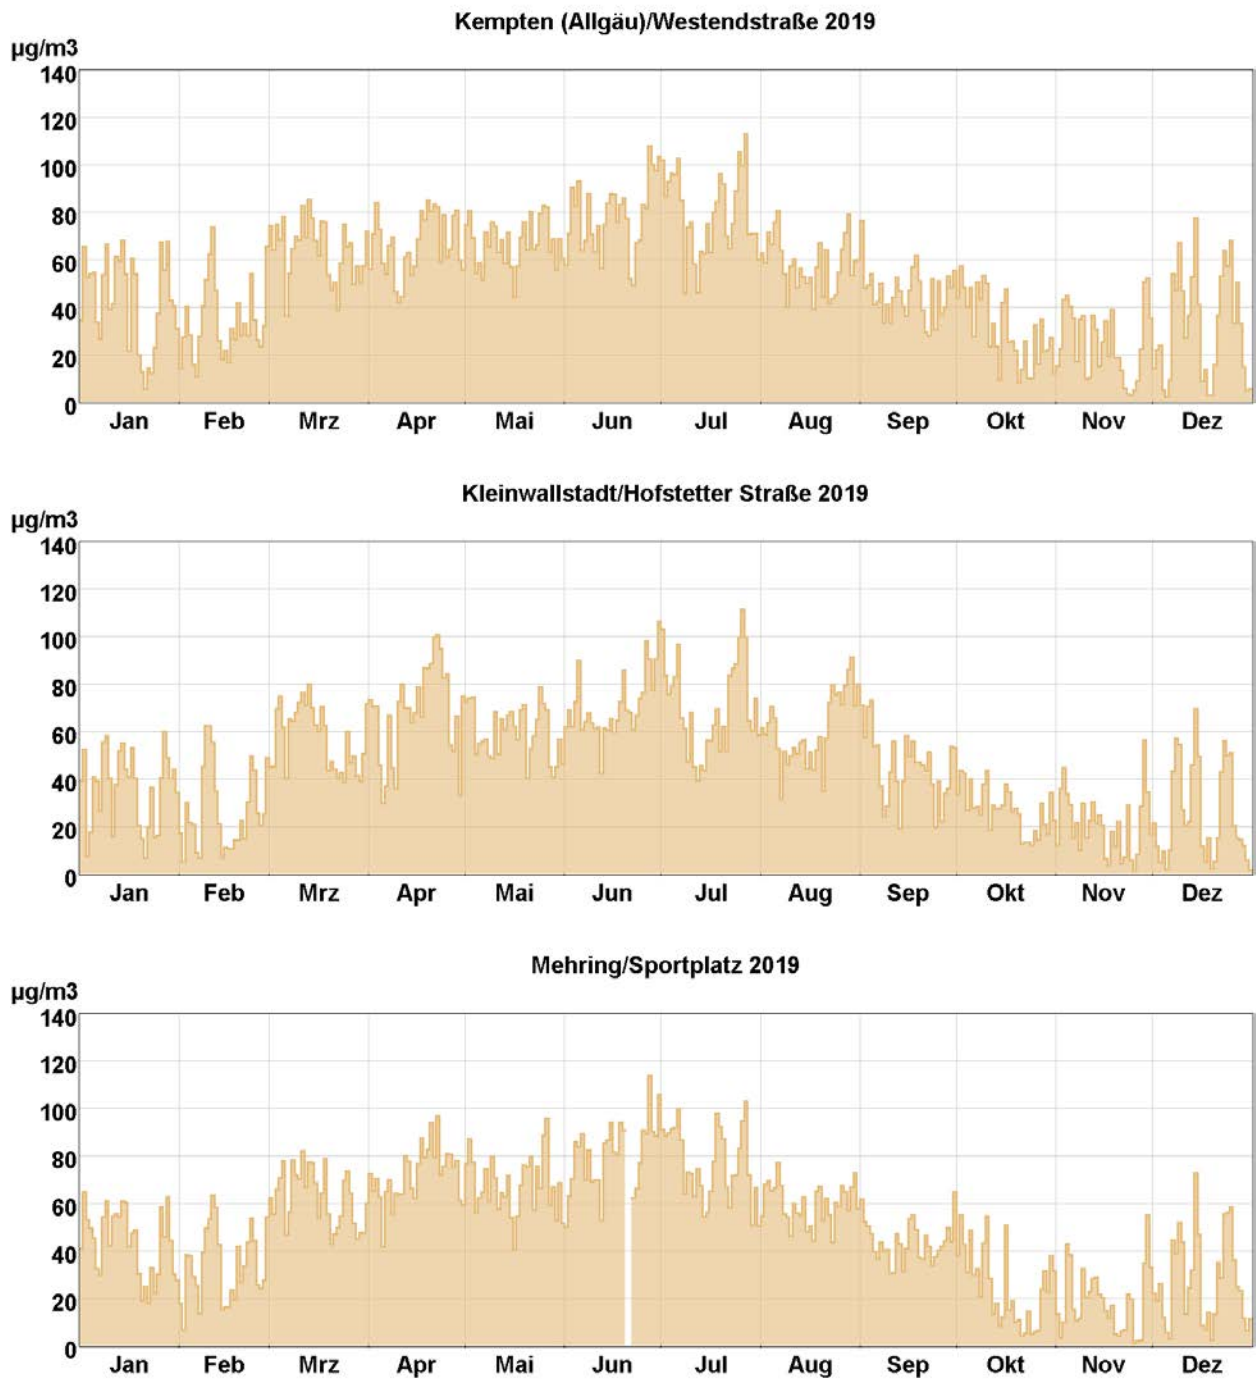 Kempten (Allgäu)/Westendstraße 2019
µg/m3
140
120
100
80
60
40
20
0
Jan Feb Mrz Apr Mai Jun Jul Aug Sep Okt Nov Dez
Kleinwallstadt/Hofstetter Straße 2019
µg/m3
140
120
100
80
60
40
20
0
Jan Feb Mrz Apr Mai Jun Jul Aug Sep Okt Nov Dez
Mehring/Sportplatz 2019
µg/m3
140
120
100
80
60
40
20
0
Jan Feb Mrz Apr Mai Jun Jul Aug Sep Okt Nov Dez